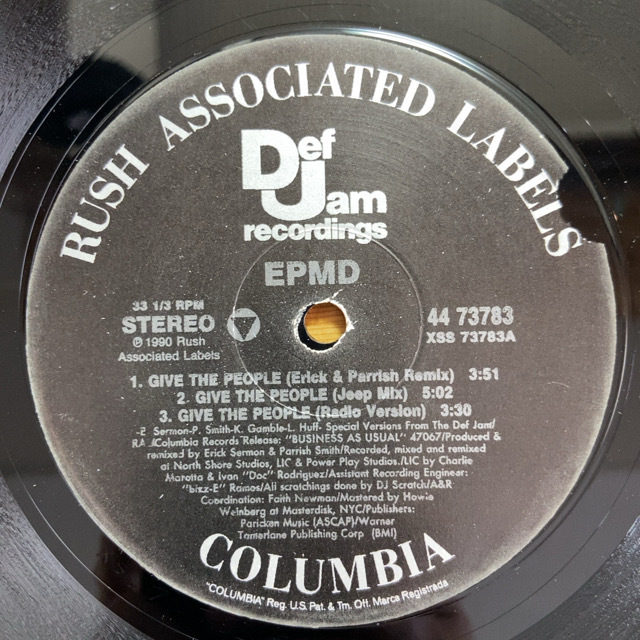 RUSH ASSOCIATED LABELS
Def Jam
recordings
EPMD
33 1/3 RPM
STEREO
℗ 1990 Rush
Associated Labels
44 73783
XSS 73783A
1. GIVE THE PEOPLE (Erick & Parrish Remix) 3:51
2. GIVE THE PEOPLE (Jeep Mix) 5:02
3. GIVE THE PEOPLE (Radio Version) 3:30
-E. Sermon-P. Smith-K. Gamble-L. Huff- Special Versions From The Def Jam/
RA /Columbia Records Release: "BUSINESS AS USUAL" 47067/Produced &
remixed by Erick Sermon & Parrish Smith/Recorded, mixed and remixed
at North Shore Studios, LIC & Power Play Studios./LIC by Charlie
Marotta & Ivan "Doc" Rodriguez/Assistant Recording Engineer:
"bizz-E" Raines/All scratchings done by DJ Scratch/A&R
Coordination: Faith Newman/Mastered by Howie
Weinberg at Masterdisk, NYC/Publishers:
Paricken Music (ASCAP)/Warner
Tamerlane Publishing Corp (BMI)
COLUMBIA
"COLUMBIA" Reg. U.S. Pat. & Tm. Off. Marca Registrada